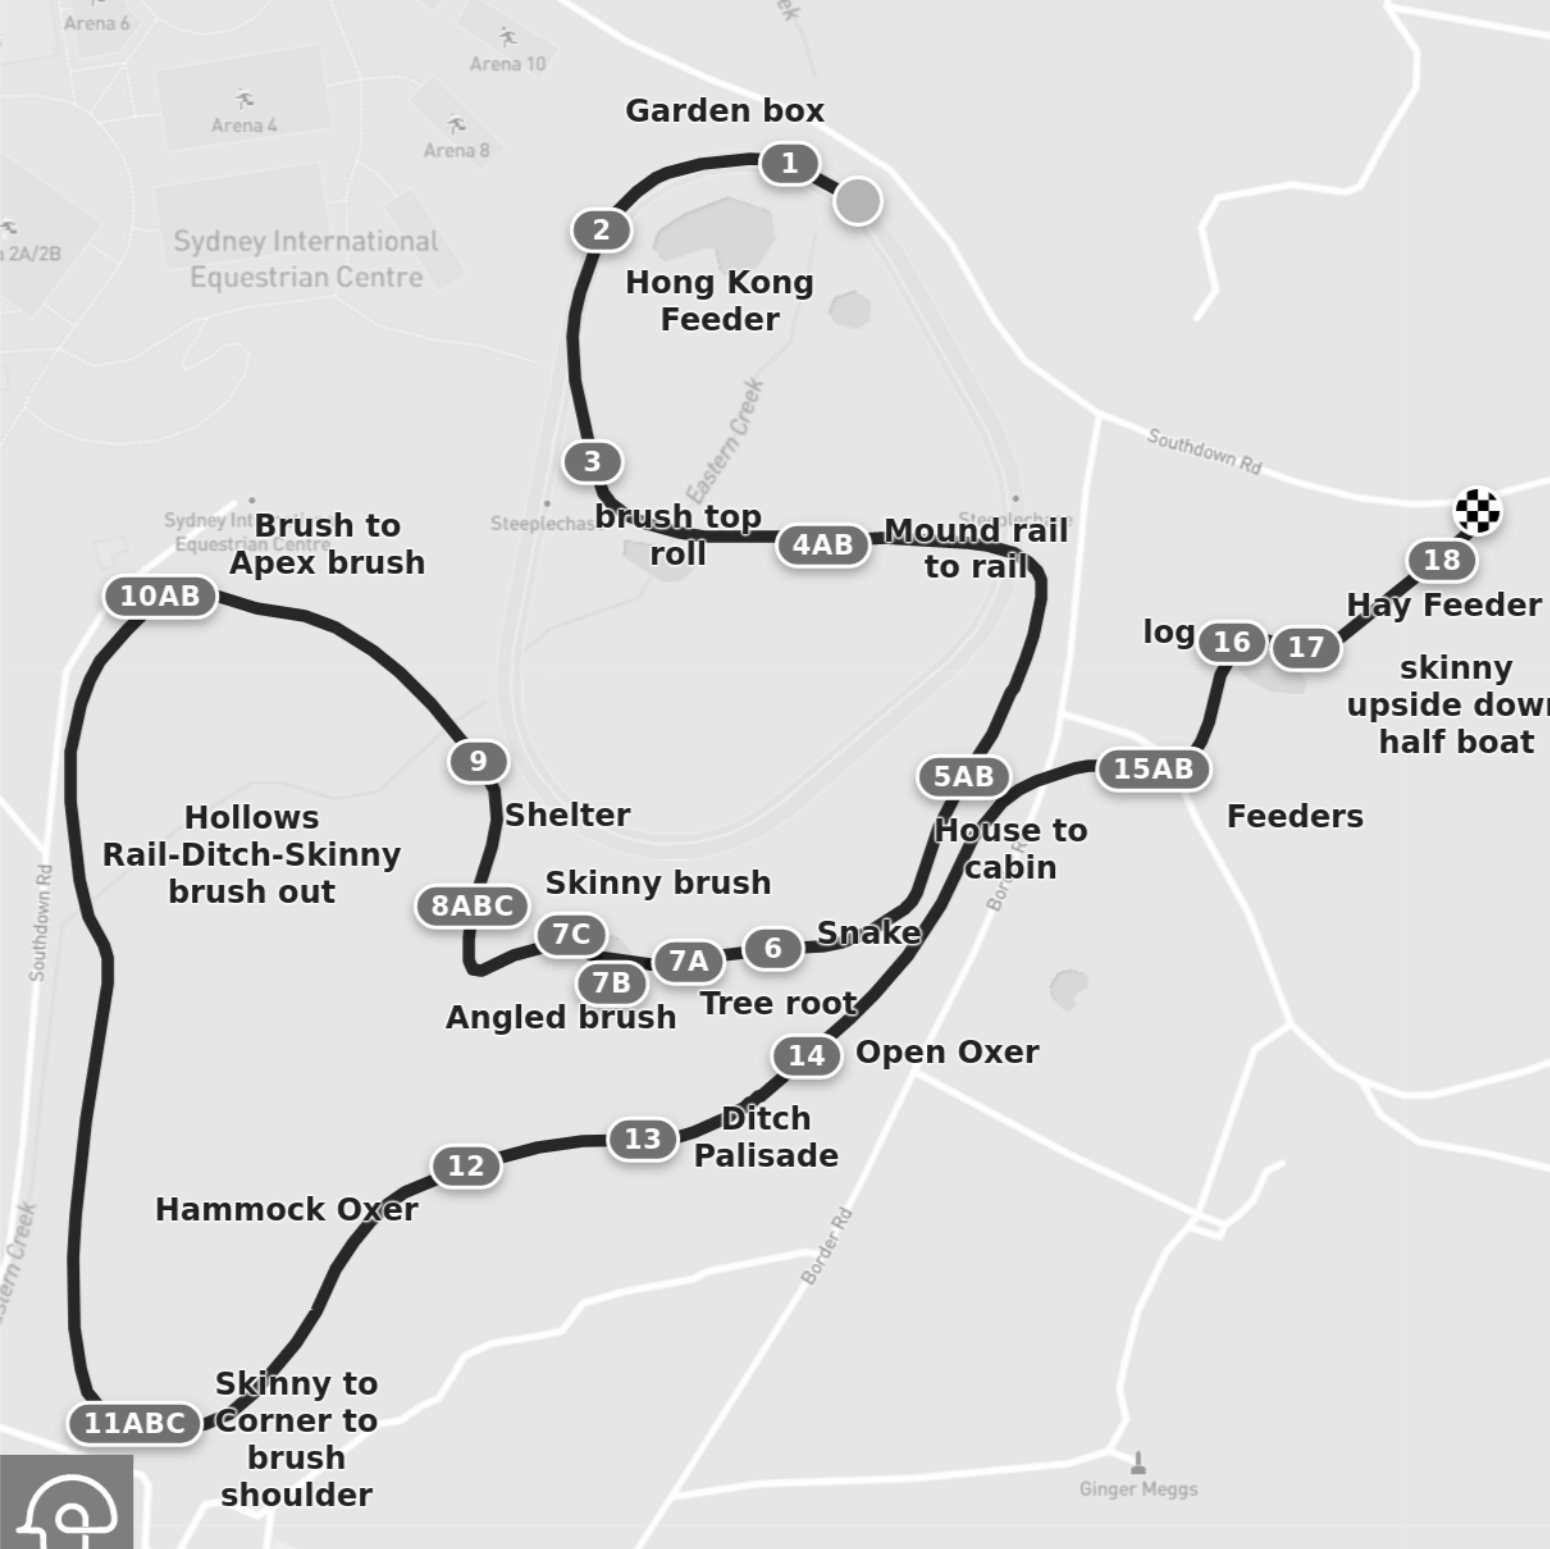 Arena 6
Arena 10
Arena 4
Arena 8
Garden box
1
2
2A/2B
Sydney International
Equestrian Centre
Hong Kong
Feeder
Eastern Creek
3
Southdown Rd
Steeplechas
brush top
roll
4AB
Mound rail
to rail
Sydney Int
Equestrian Centre
Brush to
Apex brush
10AB
18
Hay Feeder
log
16
17
skinny
upside down
half boat
9
Shelter
5AB
15AB
Feeders
House to
cabin
Hollows
Rail-Ditch-Skinny
brush out
Southdown Rd
Skinny brush
8ABC
7C
7B
7A
6
Snake
Angled brush
Tree root
14
Open Oxer
Ditch
Palisade
13
12
Hammock Oxer
Border Rd
11ABC
Skinny to
Corner to
brush
shoulder
Ginger Meggs